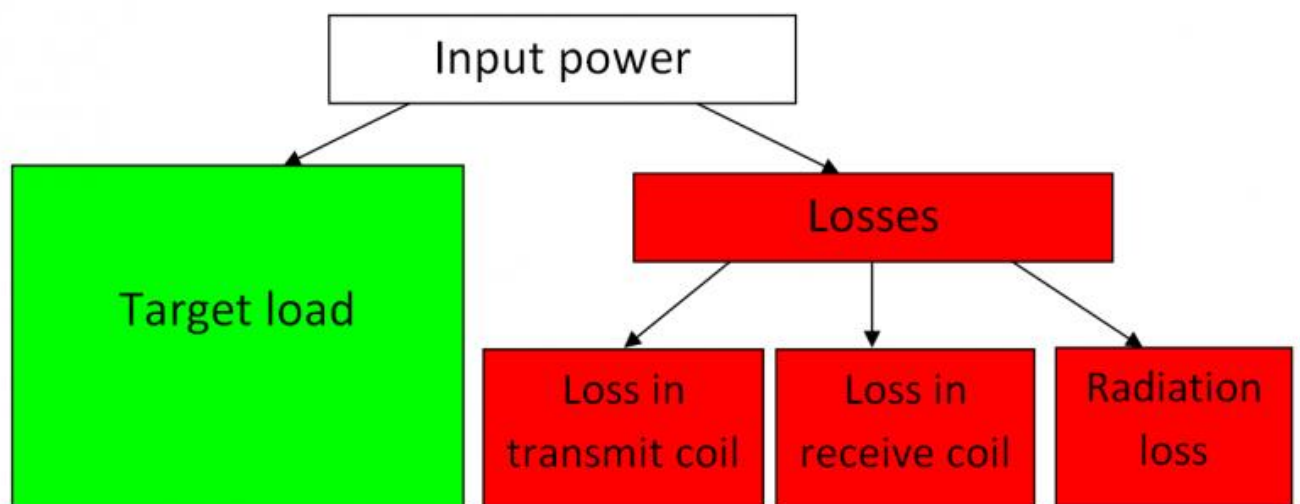 Input power
Target load
Losses
Loss in
transmit coil
Loss in
receive coil
Radiation
loss